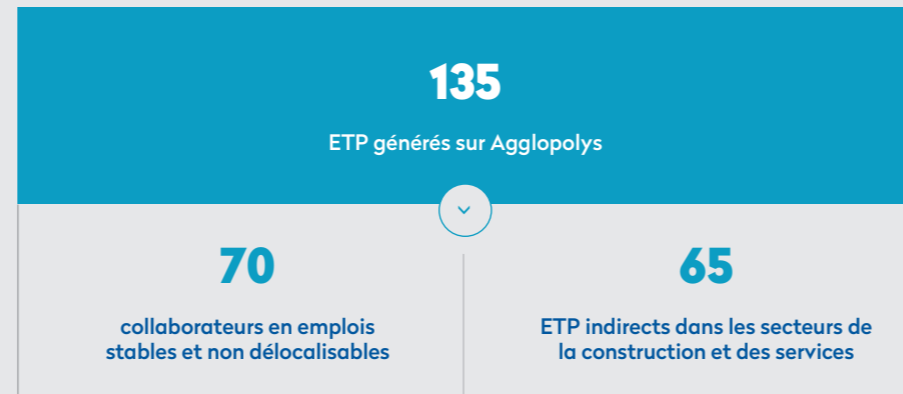 135
ETP générés sur Agglopolys
70
collaborateurs en emplois
stables et non délocalisables
65
ETP indirects dans les secteurs de
la construction et des services